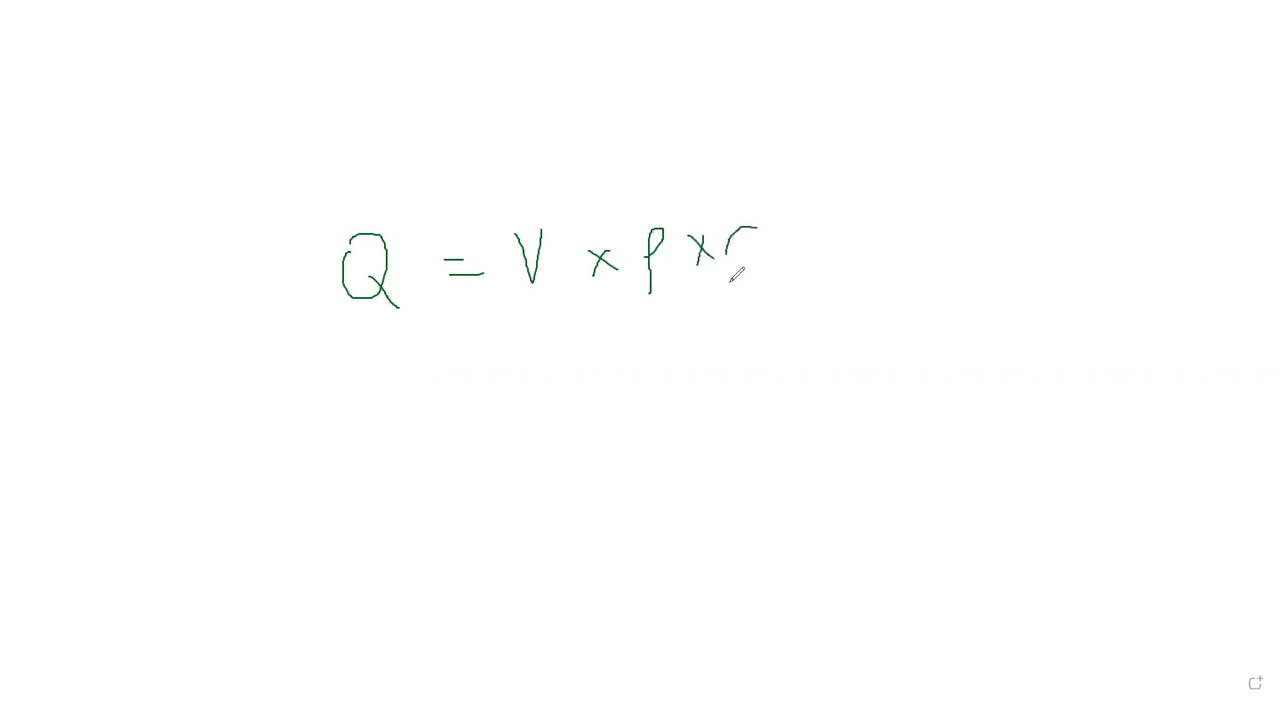 Q = V × ρ ×